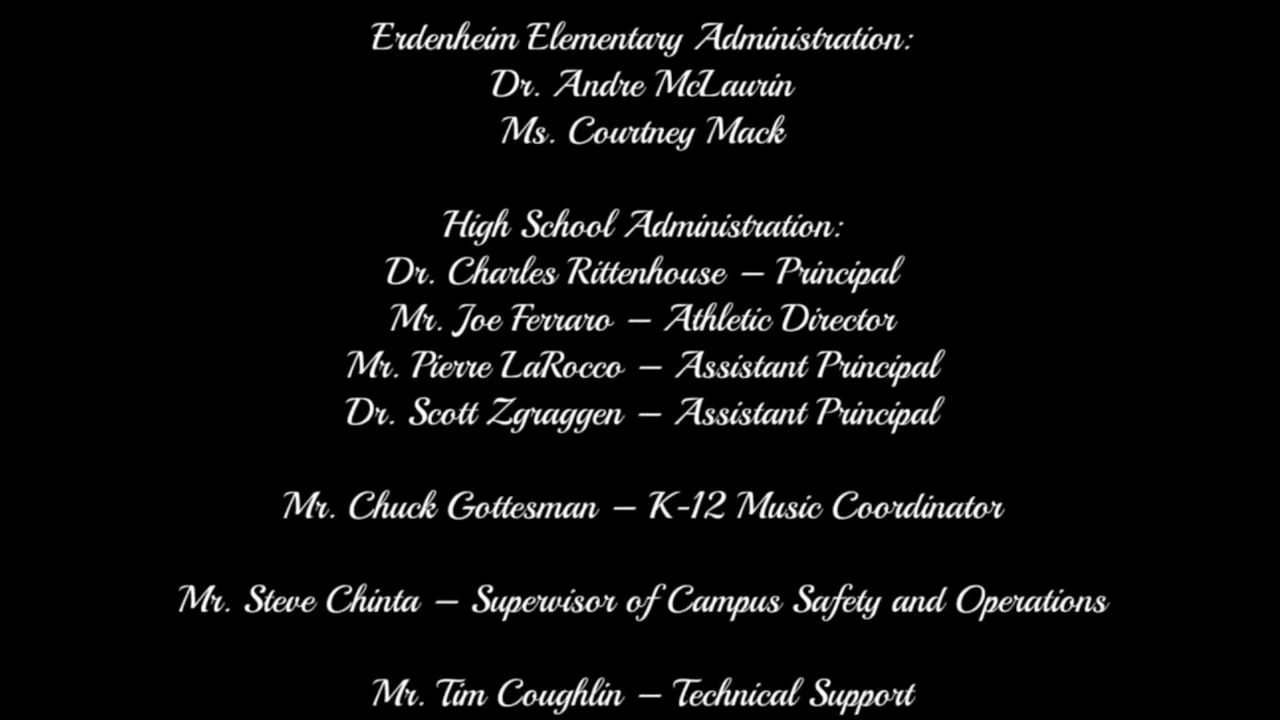 Erdenheim Elementary Administration:
Dr. Andre McLaurin
Ms. Courtney Mack
High School Administration:
Dr. Charles Rittenhouse – Principal
Mr. Joe Ferraro – Athletic Director
Mr. Pierre LaRocco – Assistant Principal
Dr. Scott Zgraggen – Assistant Principal
Mr. Chuck Gottesman – K-12 Music Coordinator
Mr. Steve Chinta – Supervisor of Campus Safety and Operations
Mr. Tim Coughlin – Technical Support